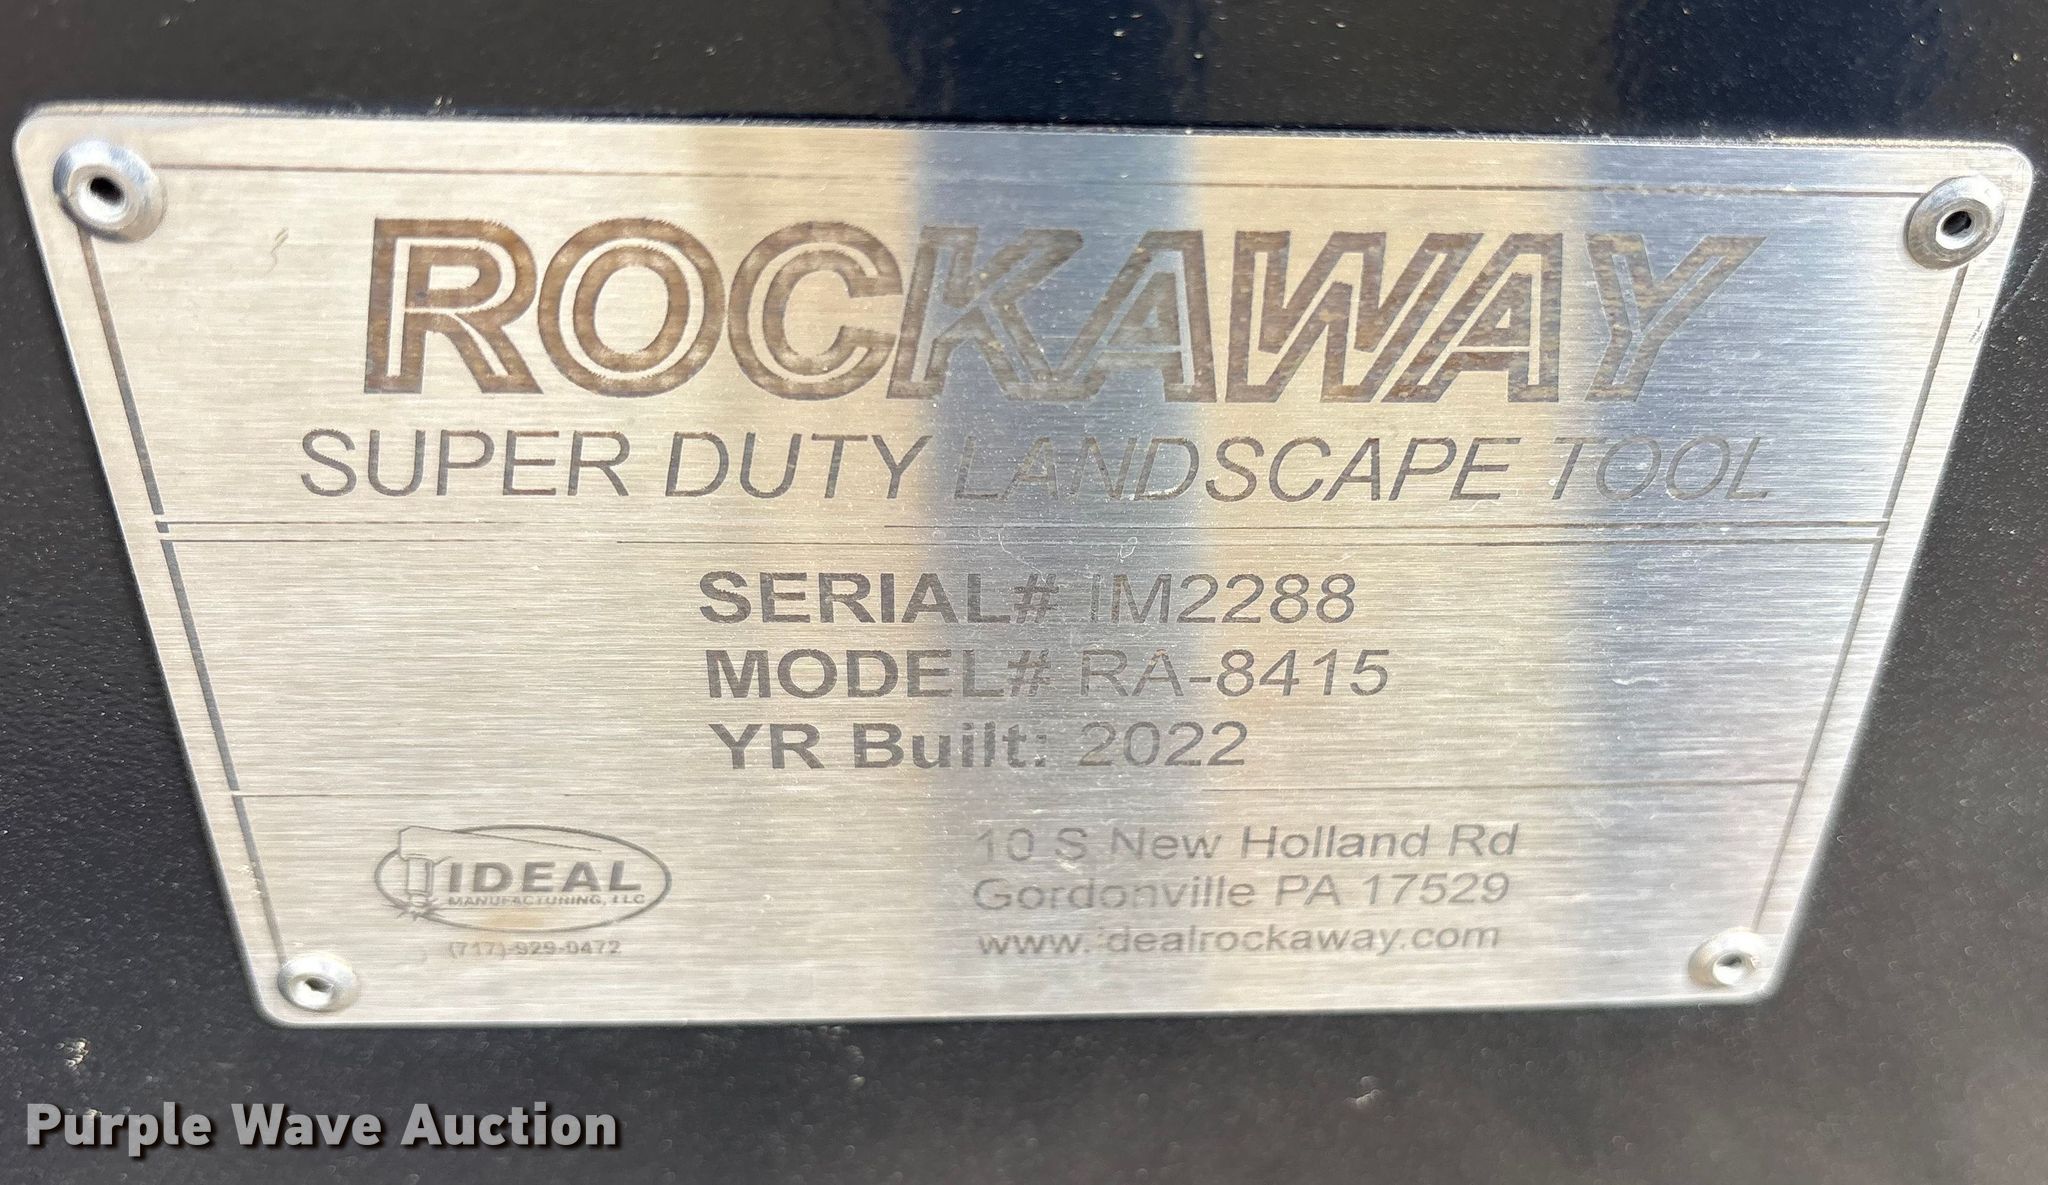 ROCKAWAY
SUPER DUTY LANDSCAPE TOOL
SERIAL# IM2288
MODEL# RA-8415
YR Built: 2022
IDEAL
MANUFACTURING, LLC
(717)-929-0472
10 S New Holland Rd
Gordonville PA 17529
www.idealrockaway.com
Purple Wave Auction